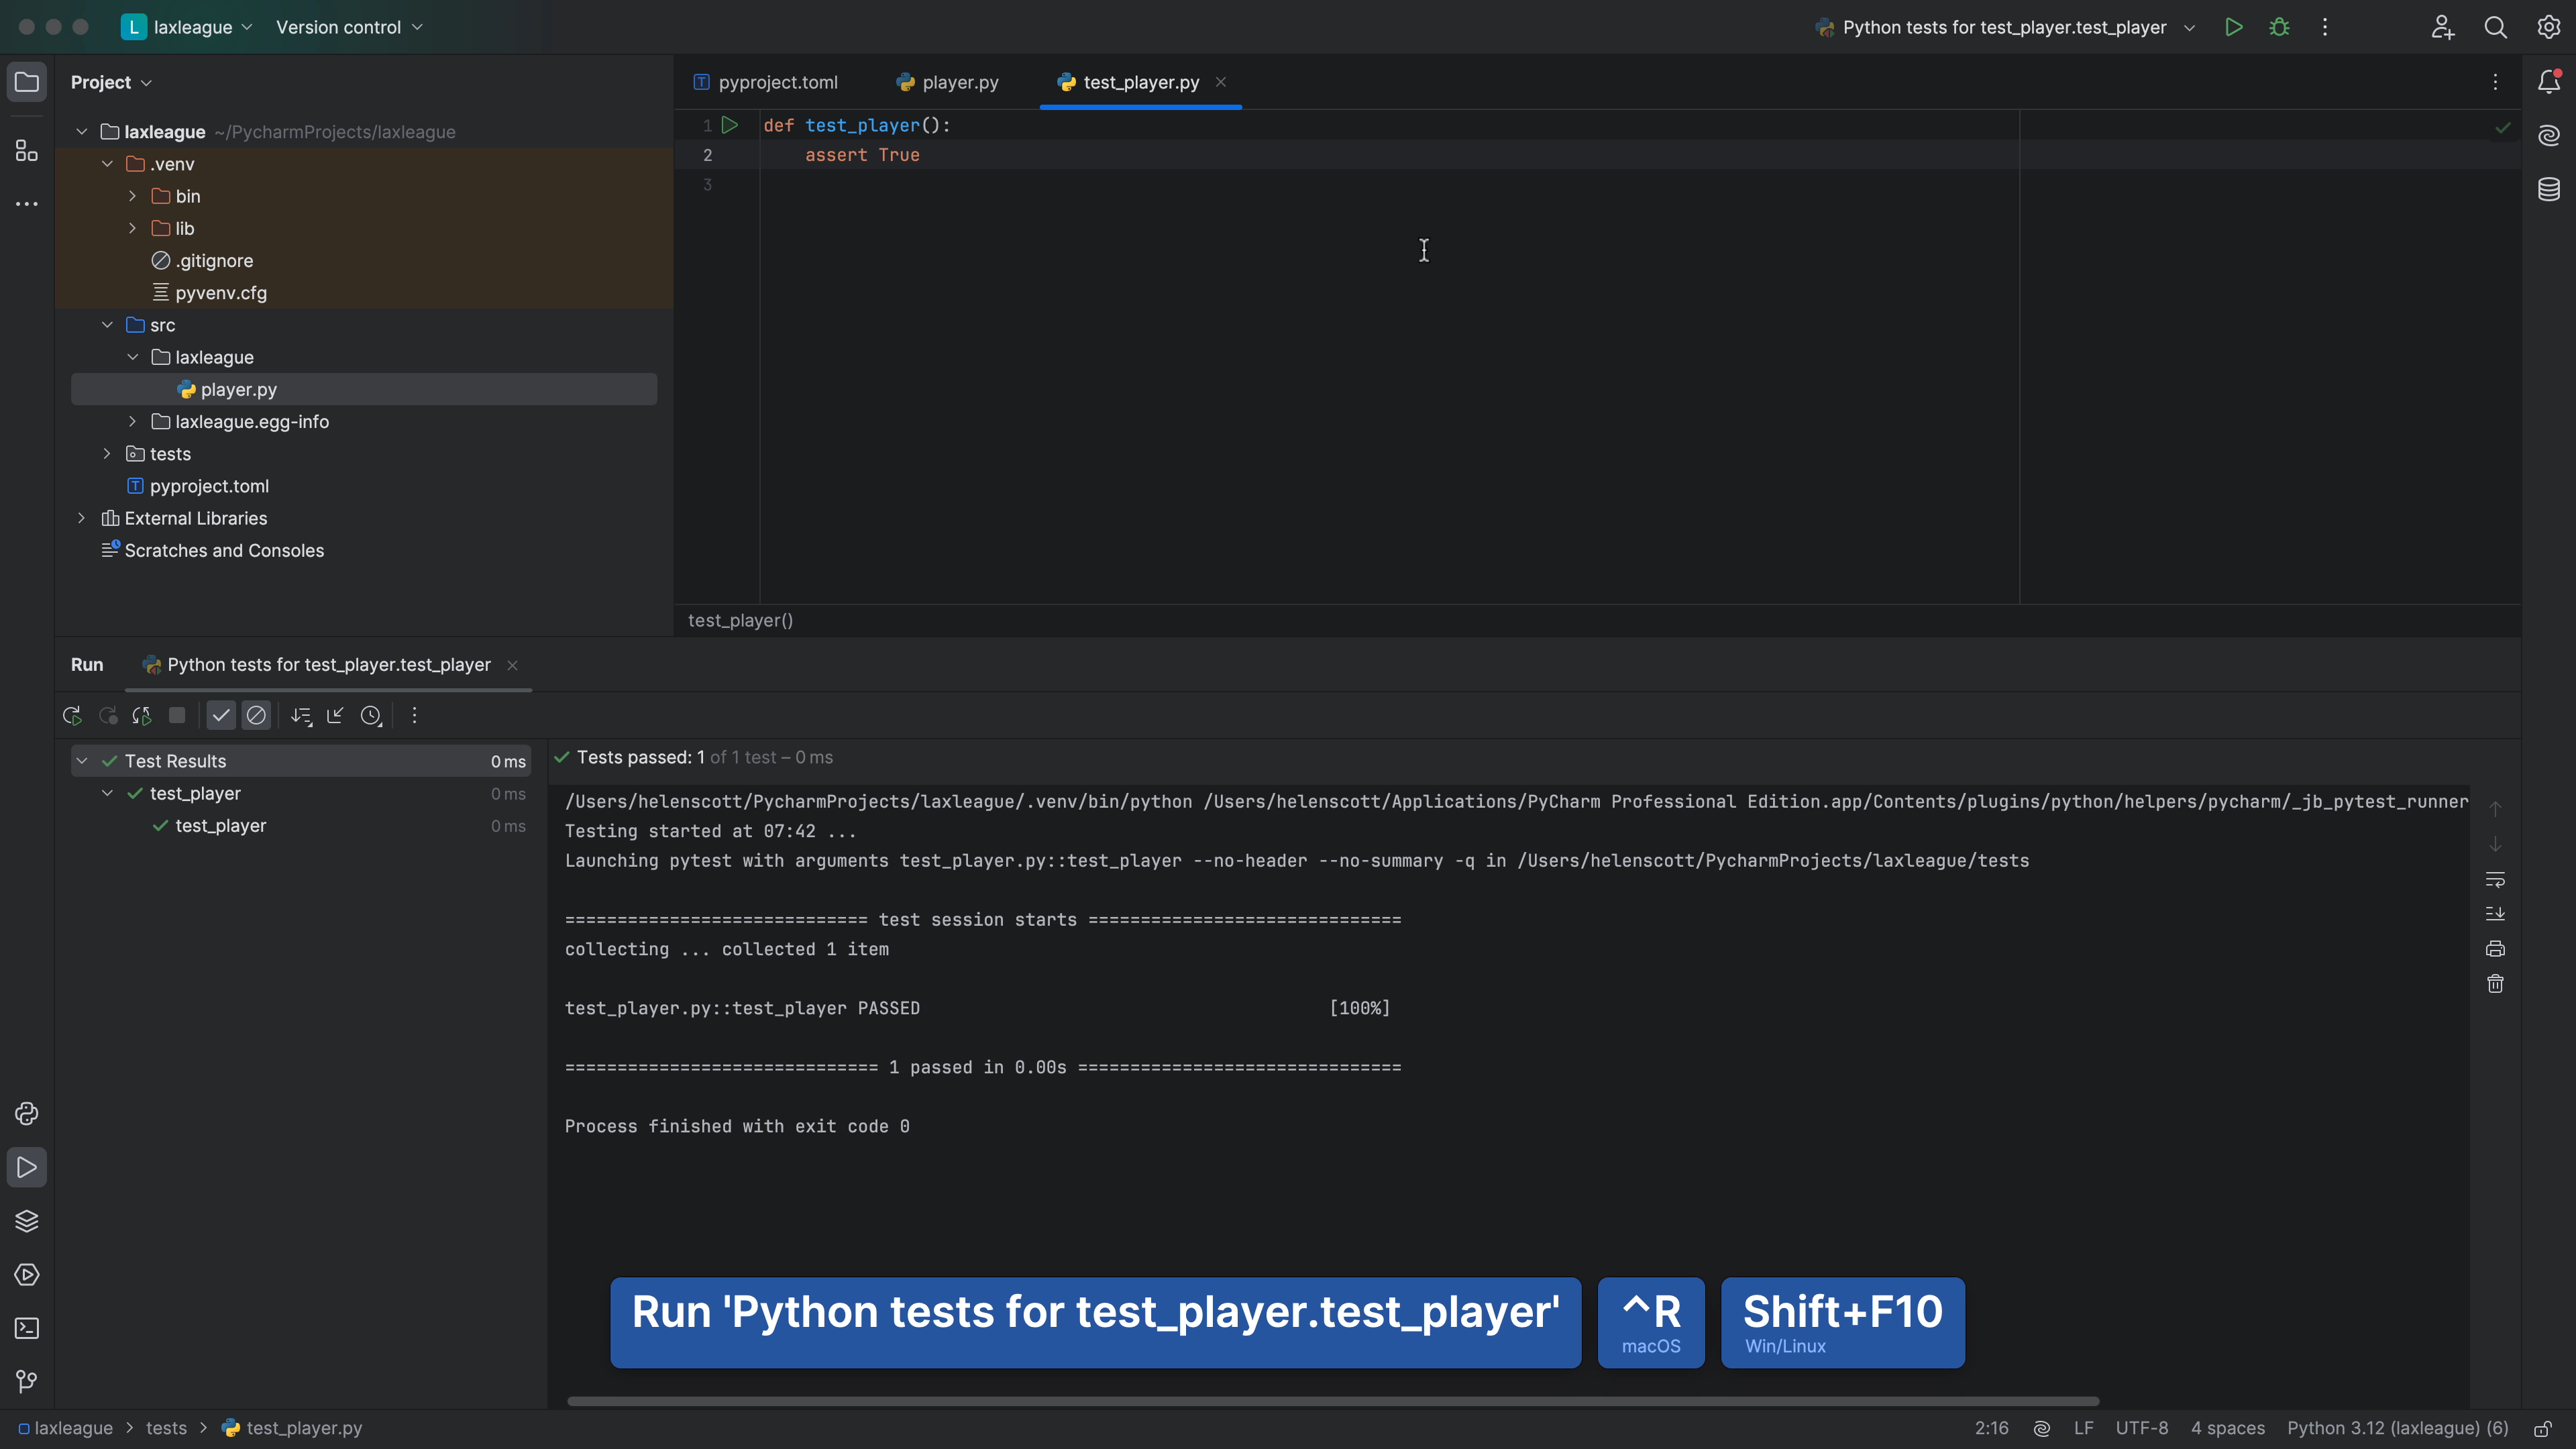 L laxleague Version control Python tests for test_player.test_player
Project
pyproject.toml player.py test_player.py
laxleague ~/PycharmProjects/laxleague
.venv
bin
lib
.gitignore
pyvenv.cfg
src
laxleague
player.py
laxleague.egg-info
tests
T pyproject.toml
External Libraries
Scratches and Consoles
1 def test_player():
2 assert True
3
test_player()
Run Python tests for test_player.test_player
Test Results 0 ms
test_player 0 ms
test_player 0 ms
Tests passed: 1 of 1 test – 0 ms
/Users/helenscott/PycharmProjects/laxleague/.venv/bin/python /Users/helenscott/Applications/PyCharm Professional Edition.app/Contents/plugins/python/helpers/pycharm/_jb_pytest_runner
Testing started at 07:42 ...
Launching pytest with arguments test_player.py::test_player --no-header --no-summary -q in /Users/helenscott/PycharmProjects/laxleague/tests
============================= test session starts ==============================
collecting ... collected 1 item
test_player.py::test_player PASSED [100%]
============================== 1 passed in 0.00s ===============================
Process finished with exit code 0
Run 'Python tests for test_player.test_player' ^R Shift+F10
macOS Win/Linux
laxleague > tests > test_player.py 2:16 LF UTF-8 4 spaces Python 3.12 (laxleague) (6)